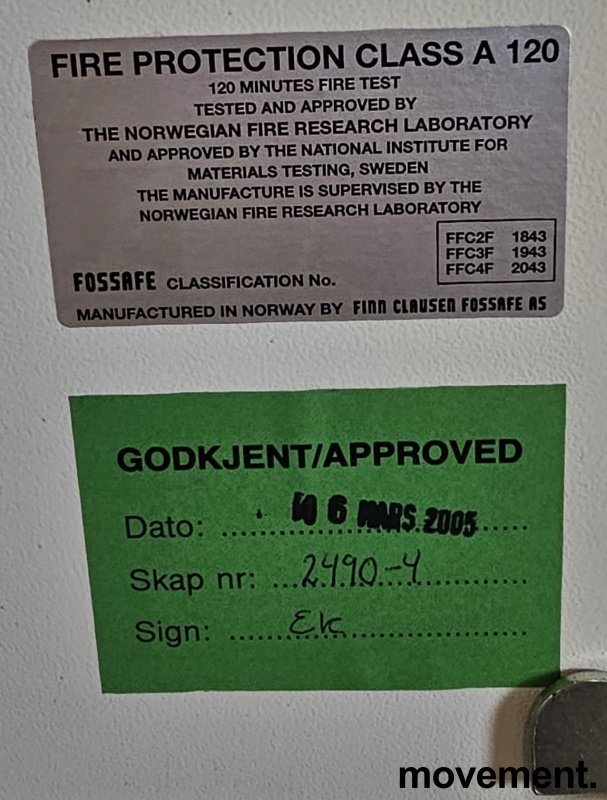 FIRE PROTECTION CLASS A 120
120 MINUTES FIRE TEST
TESTED AND APPROVED BY
THE NORWEGIAN FIRE RESEARCH LABORATORY
AND APPROVED BY THE NATIONAL INSTITUTE FOR
MATERIALS TESTING, SWEDEN
THE MANUFACTURE IS SUPERVISED BY THE
NORWEGIAN FIRE RESEARCH LABORATORY
FFC2F 1843
FFC3F 1943
FFC4F 2043
FOSSAFE CLASSIFICATION No.
MANUFACTURED IN NORWAY BY FINN CLAUSEN FOSSAFE AS
GODKJENT/APPROVED
Dato: 6 MARS 2005
Skap nr: 2490-4
Sign: EK
movement.